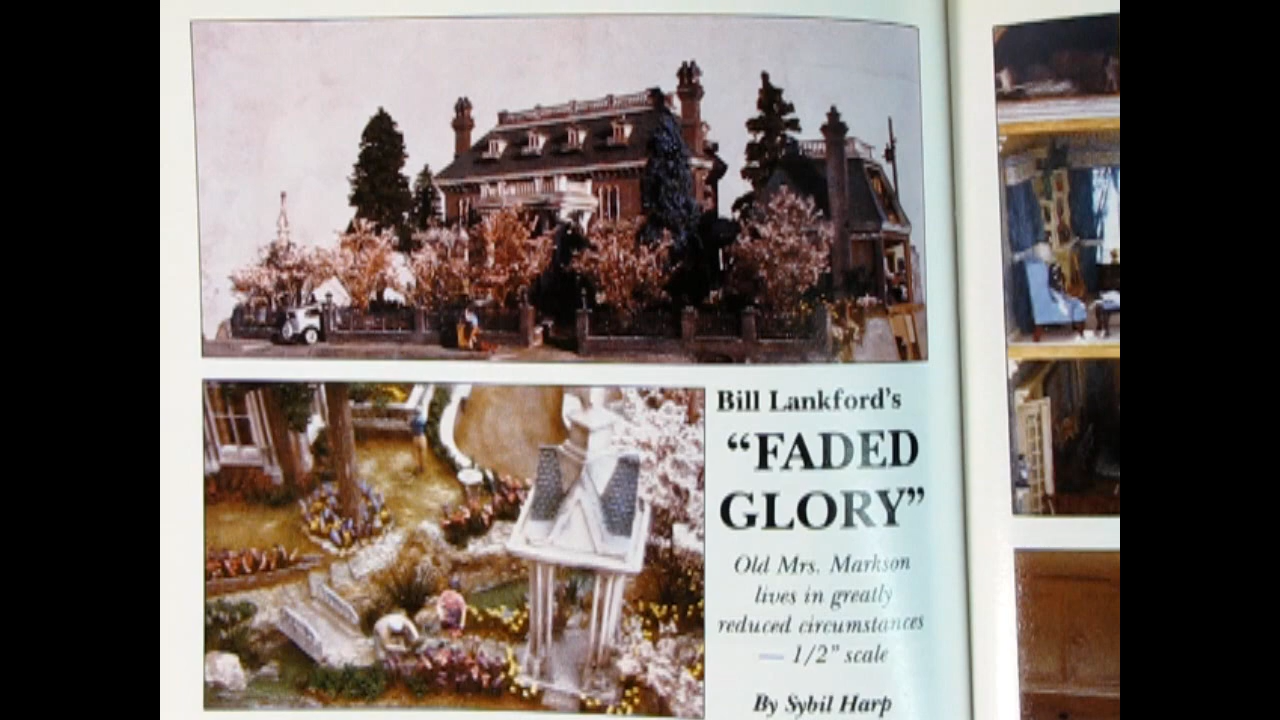 Bill Lankford's
"FADED
GLORY"
Old Mrs. Markson
lives in greatly
reduced circumstances
— 1/2" scale
By Sybil Harp